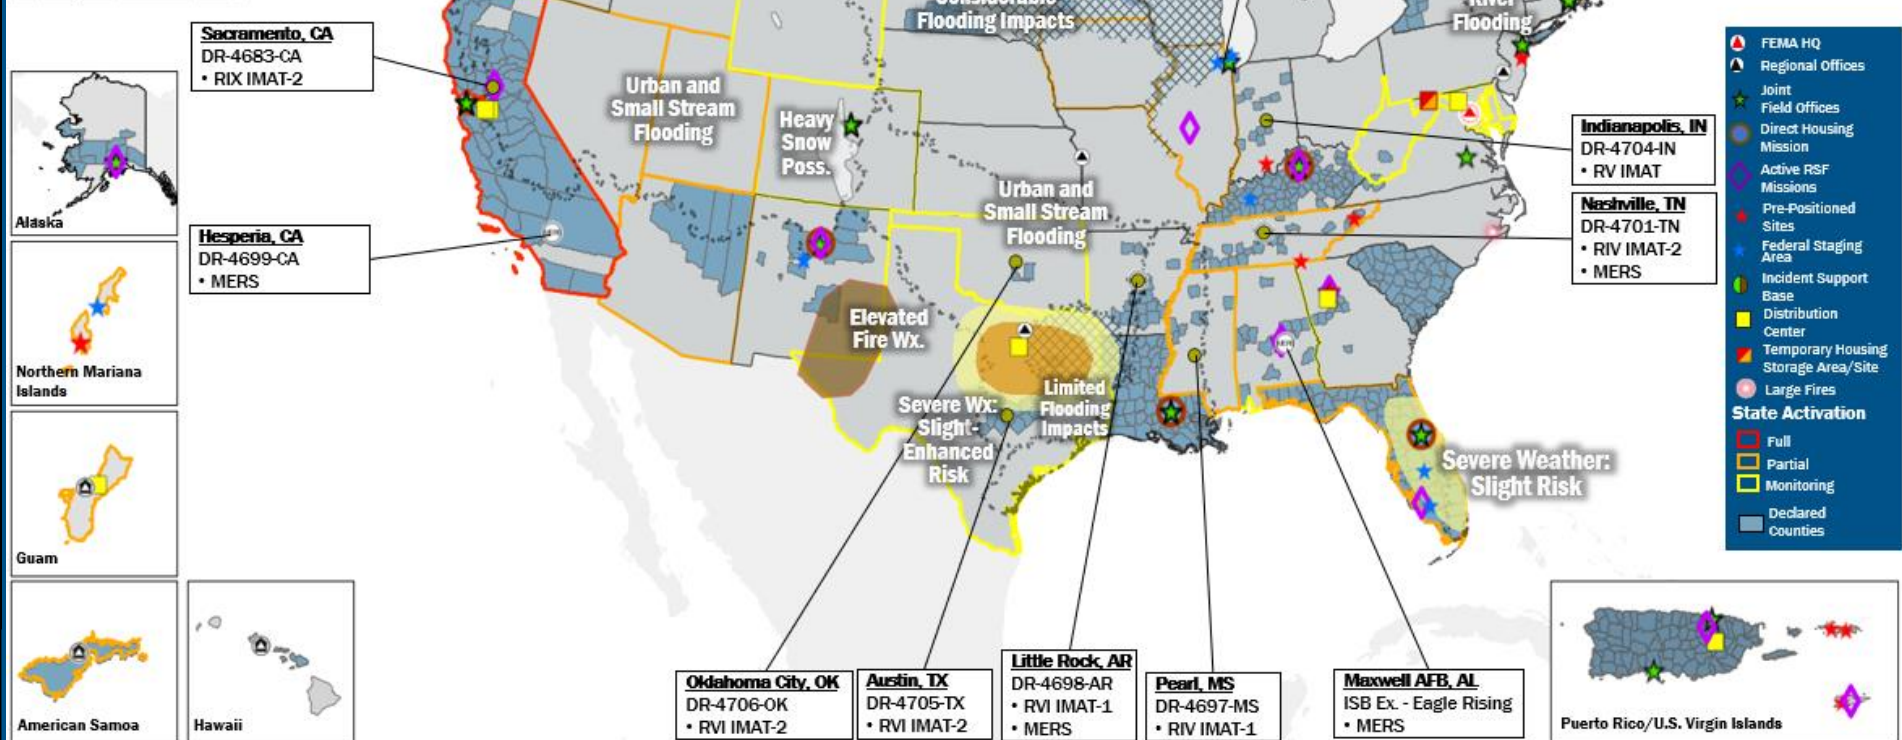 Considerable
Flooding Impacts
River
Flooding
Sacramento, CA
DR-4683-CA
• RIX IMAT-2
Urban and
Small Stream
Flooding
Heavy
Snow
Poss.
Alaska
Hesperia, CA
DR-4699-CA
• MERS
Urban and
Small Stream
Flooding
Indianapolis, IN
DR-4704-IN
• RV IMAT
Nashville, TN
DR-4701-TN
• RIV IMAT-2
• MERS
FEMA HQ
Regional Offices
Joint
Field Offices
Direct Housing
Mission
Active RSF
Missions
Pre-Positioned
Sites
Federal Staging
Area
Incident Support
Base
Distribution
Center
Temporary Housing
Storage Area/Site
Large Fires
State Activation
Full
Partial
Monitoring
Declared
Counties
Northern Mariana
Islands
Elevated
Fire Wx.
Severe Wx:
Slight-
Enhanced
Risk
Limited
Flooding
Impacts
Severe Weather:
Slight Risk
Guam
American Samoa
Hawaii
Oklahoma City, OK
DR-4706-OK
• RVI IMAT-2
Austin, TX
DR-4705-TX
• RVI IMAT-2
Little Rock, AR
DR-4698-AR
• RVI IMAT-1
• MERS
Pearl, MS
DR-4697-MS
• RIV IMAT-1
Maxwell AFB, AL
ISB Ex. - Eagle Rising
• MERS
Puerto Rico/U.S. Virgin Islands